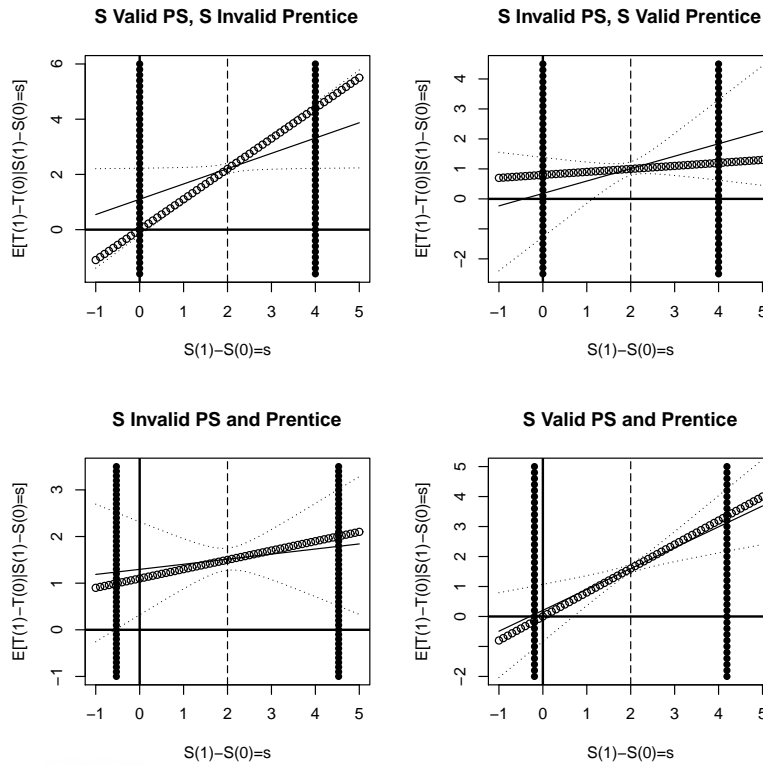 S Valid PS, S Invalid Prentice
E[T(1)−T(0)|S(1)−S(0)=s]
6
4
2
0
−1 0 1 2 3 4 5
S(1)−S(0)=s
S Invalid PS, S Valid Prentice
E[T(1)−T(0)|S(1)−S(0)=s]
4
3
2
1
0
−2
−1 0 1 2 3 4 5
S(1)−S(0)=s
S Invalid PS and Prentice
E[T(1)−T(0)|S(1)−S(0)=s]
3
2
1
0
−1
−1 0 1 2 3 4 5
S(1)−S(0)=s
S Valid PS and Prentice
E[T(1)−T(0)|S(1)−S(0)=s]
5
4
3
2
1
0
−2
−1 0 1 2 3 4 5
S(1)−S(0)=s